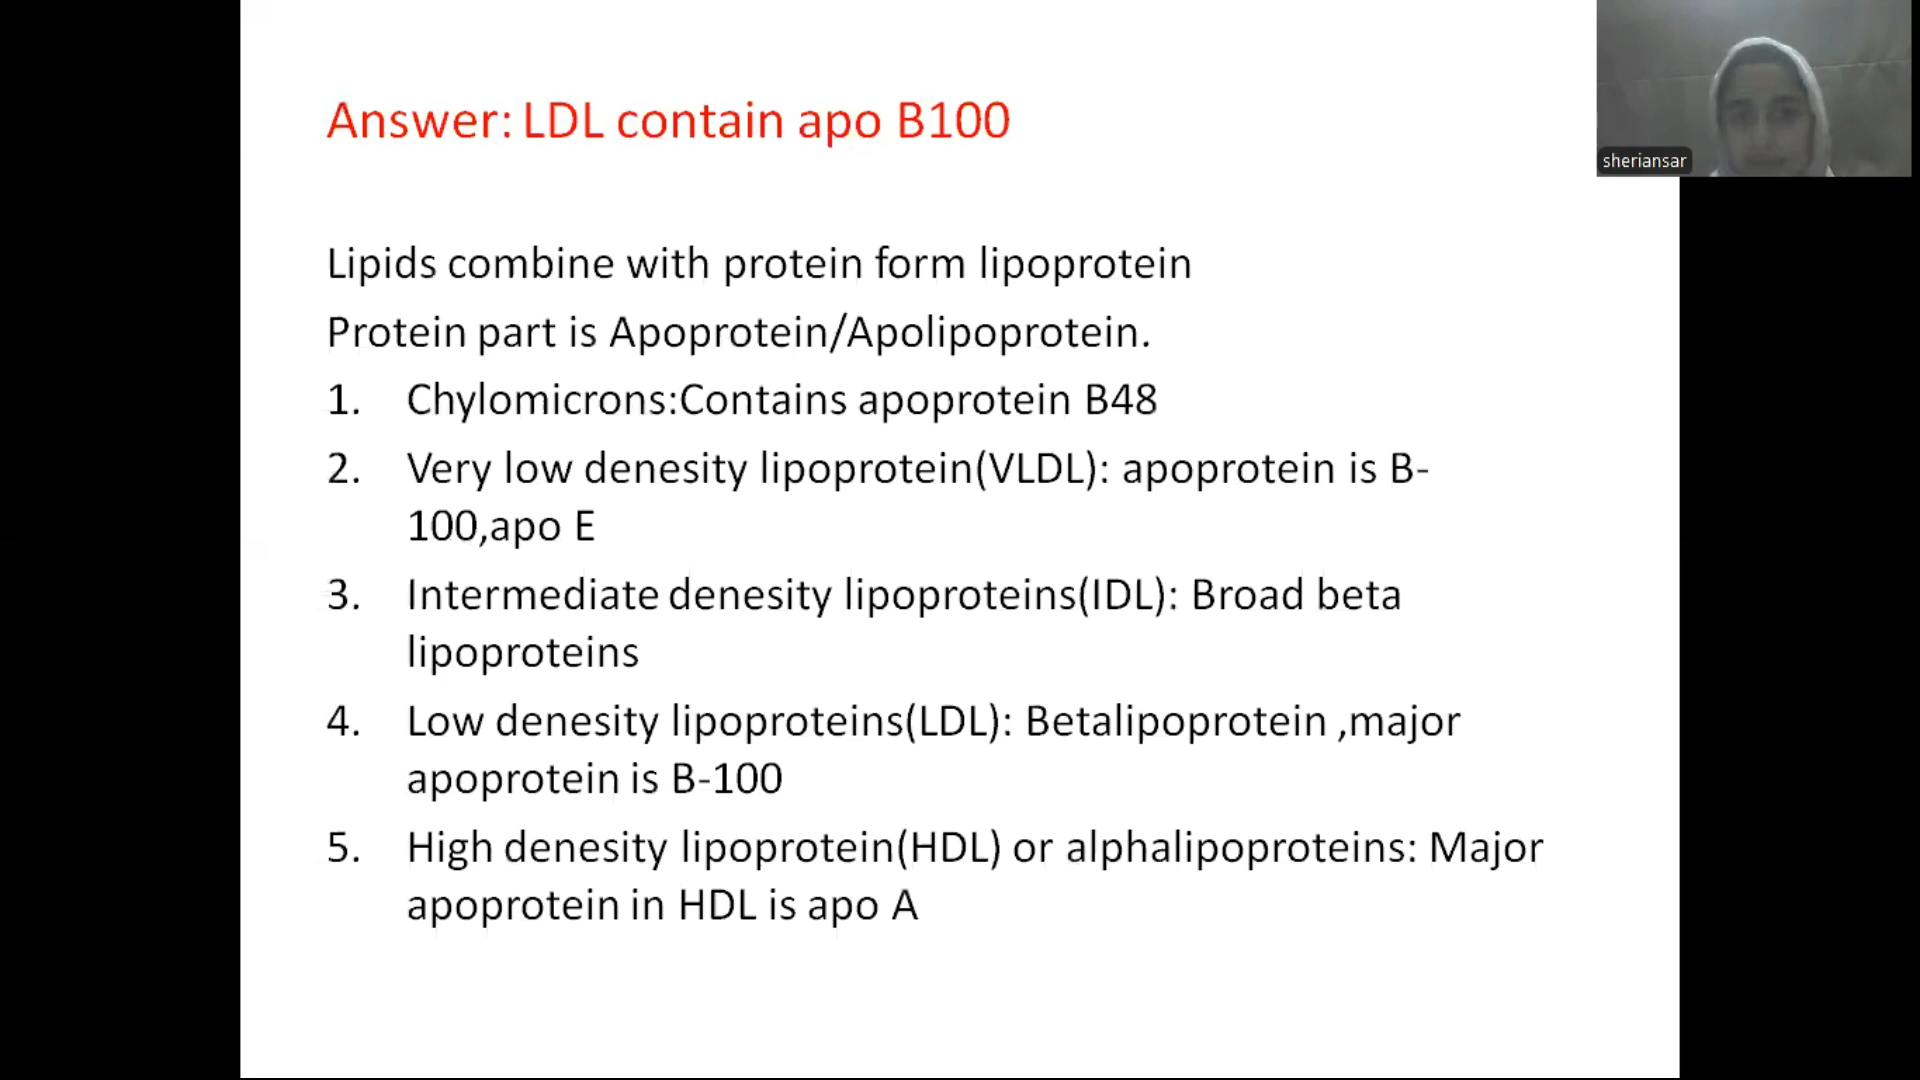 Answer: LDL contain apo B100
sheriansar
Lipids combine with protein form lipoprotein
Protein part is Apoprotein/Apolipoprotein.
1. Chylomicrons:Contains apoprotein B48
2. Very low denesity lipoprotein(VLDL): apoprotein is B-
100,apo E
3. Intermediate denesity lipoproteins(IDL): Broad beta
lipoproteins
4. Low denesity lipoproteins(LDL): Betalipoprotein ,major
apoprotein is B-100
5. High denesity lipoprotein(HDL) or alphalipoproteins: Major
apoprotein in HDL is apo A